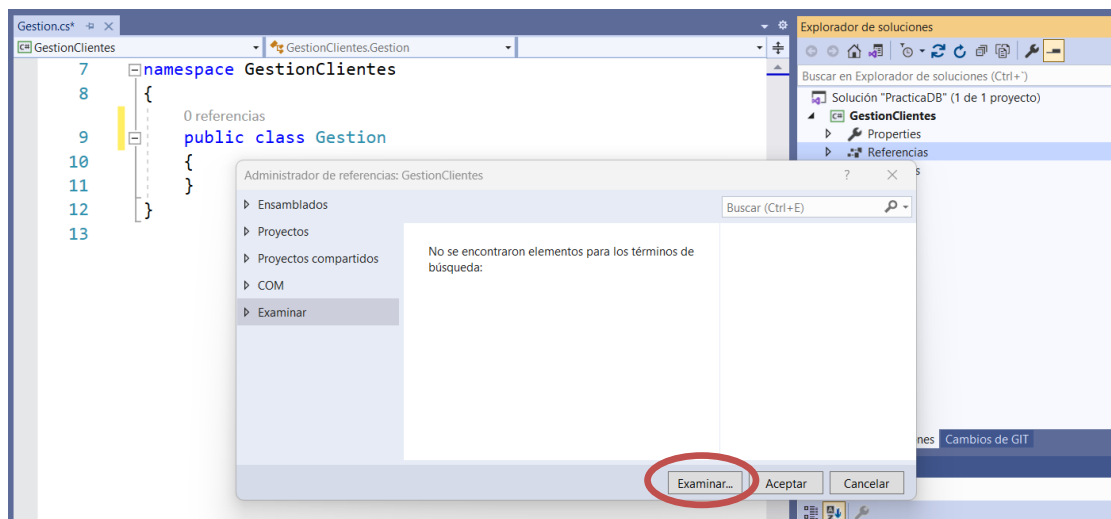 Gestion.cs*
GestionClientes
GestionClientes.Gestion
7 namespace GestionClientes
8 {
0 referencias
9 public class Gestion
10 {
11 }
12 }
13
Administrador de referencias: GestionClientes
Ensamblados
Proyectos
Proyectos compartidos
COM
Examinar
Buscar (Ctrl+E)
No se encontraron elementos para los términos de
búsqueda:
Examinar...
Aceptar
Cancelar
Explorador de soluciones
Buscar en Explorador de soluciones (Ctrl+`)
Solución "PracticaDB" (1 de 1 proyecto)
GestionClientes
Properties
Referencias
s
nes
Cambios de GIT